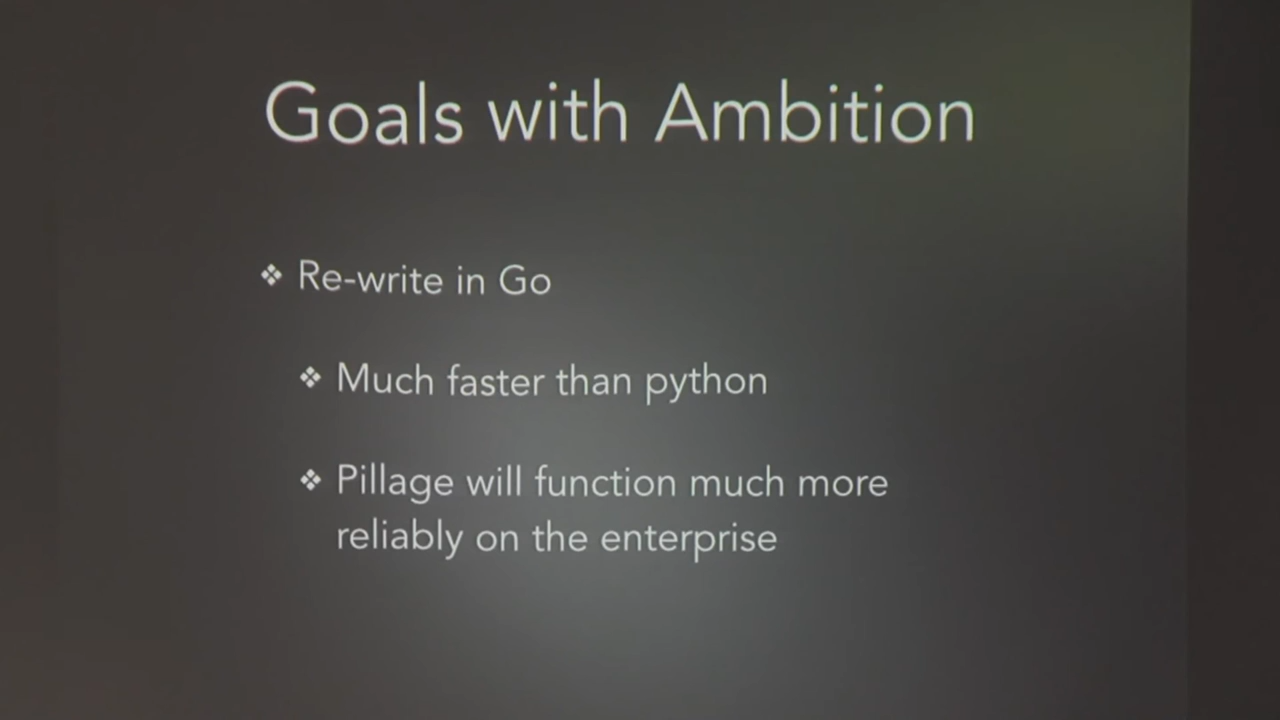 Goals with Ambition
❖ Re-write in Go
❖ Much faster than python
❖ Pillage will function much more
reliably on the enterprise